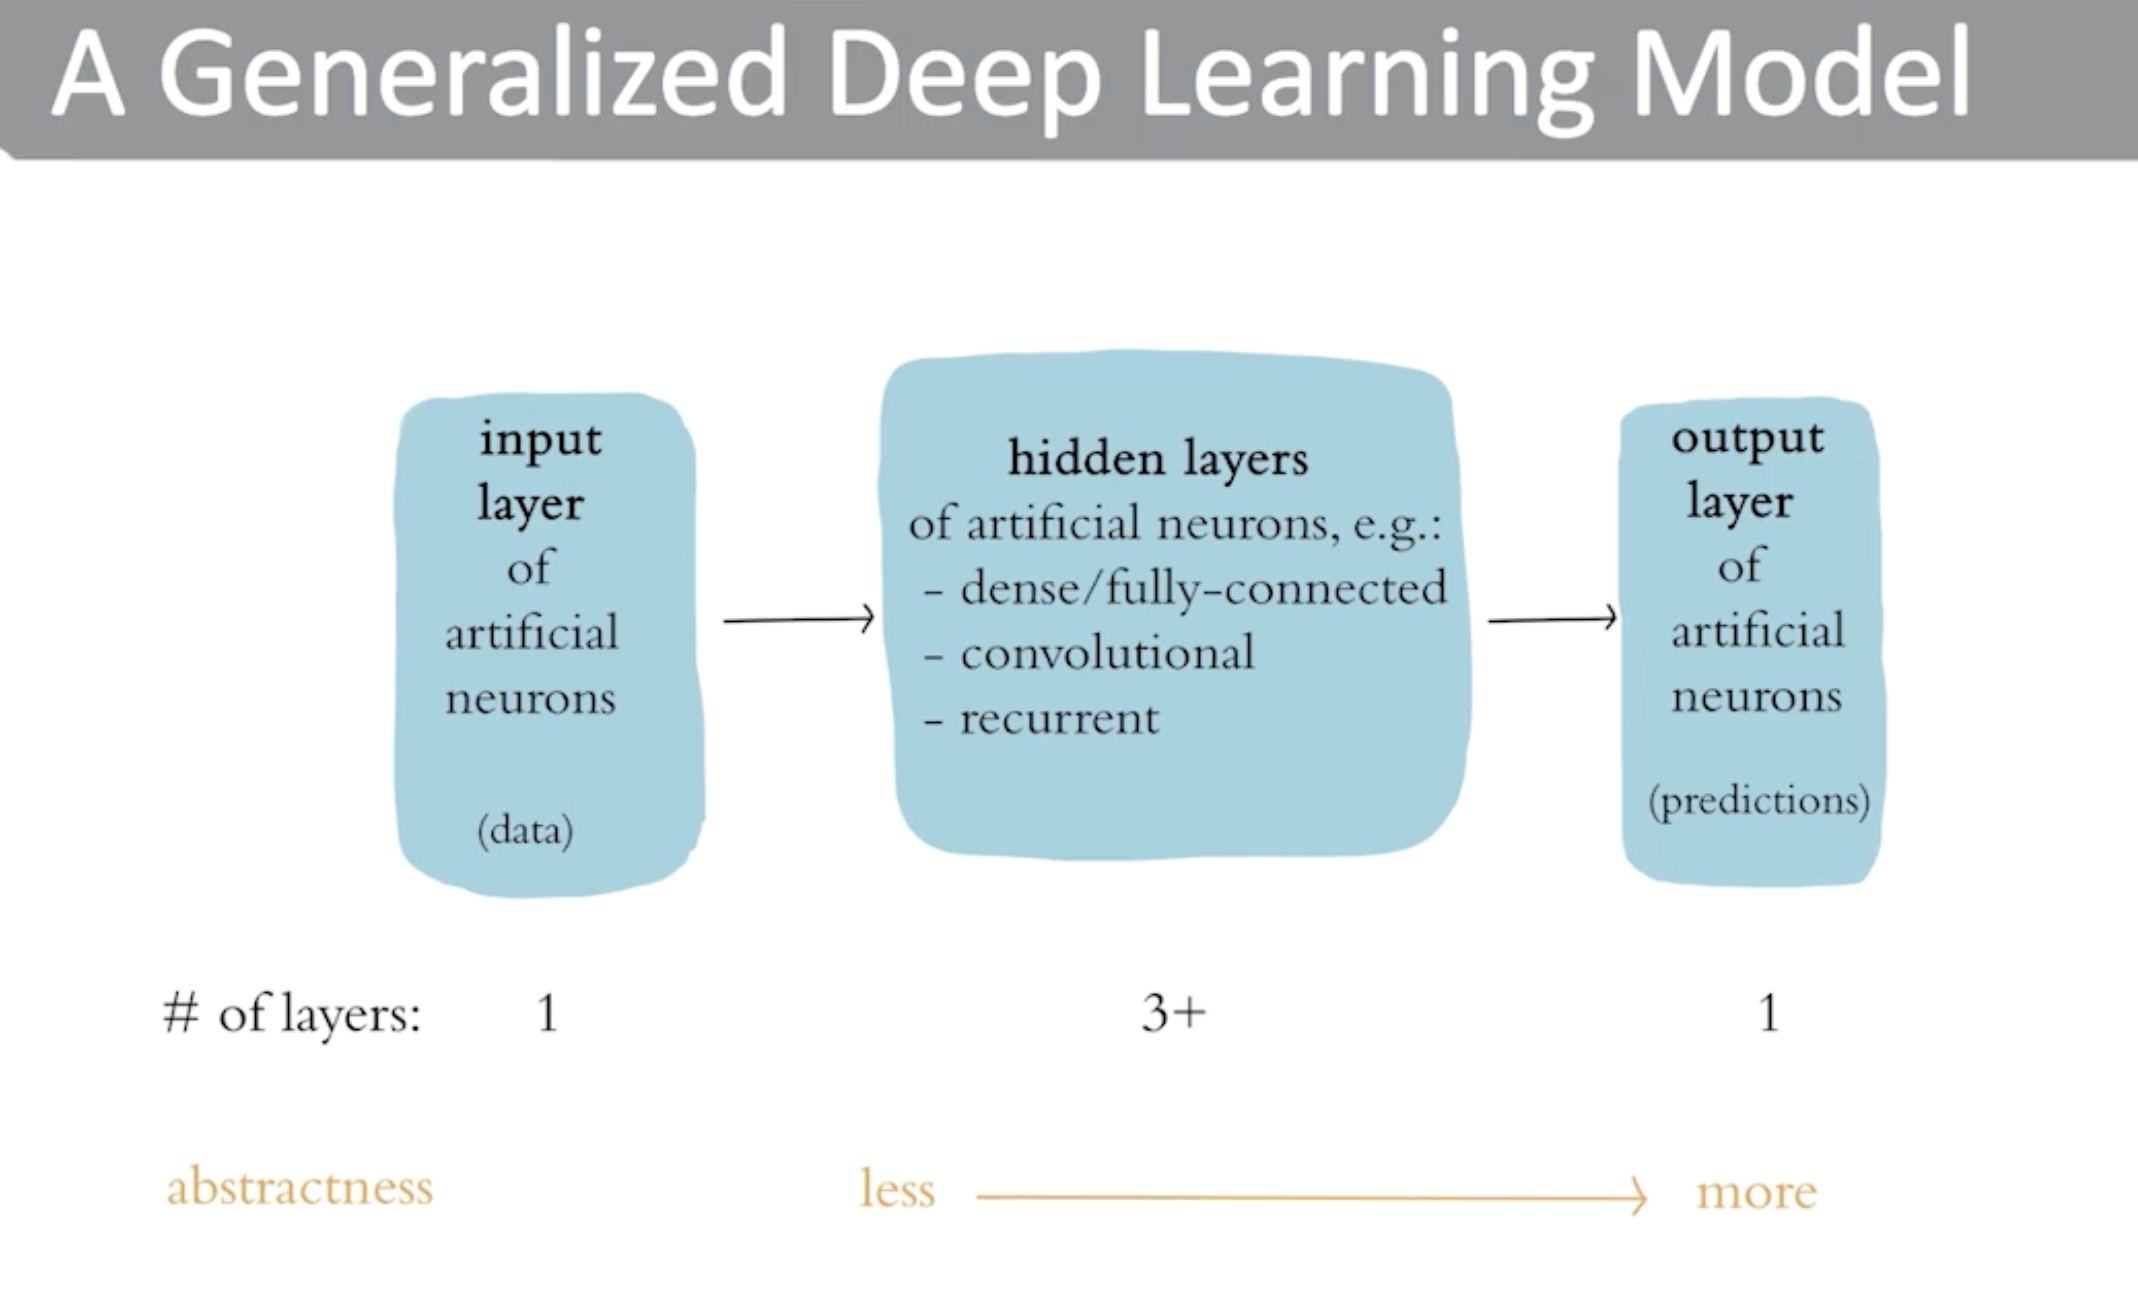 A Generalized Deep Learning Model
input
layer
of
artificial
neurons
(data)
hidden layers
of artificial neurons, e.g.:
- dense/fully-connected
- convolutional
- recurrent
output
layer
of
artificial
neurons
(predictions)
# of layers: 1 3+ 1
abstractness less more